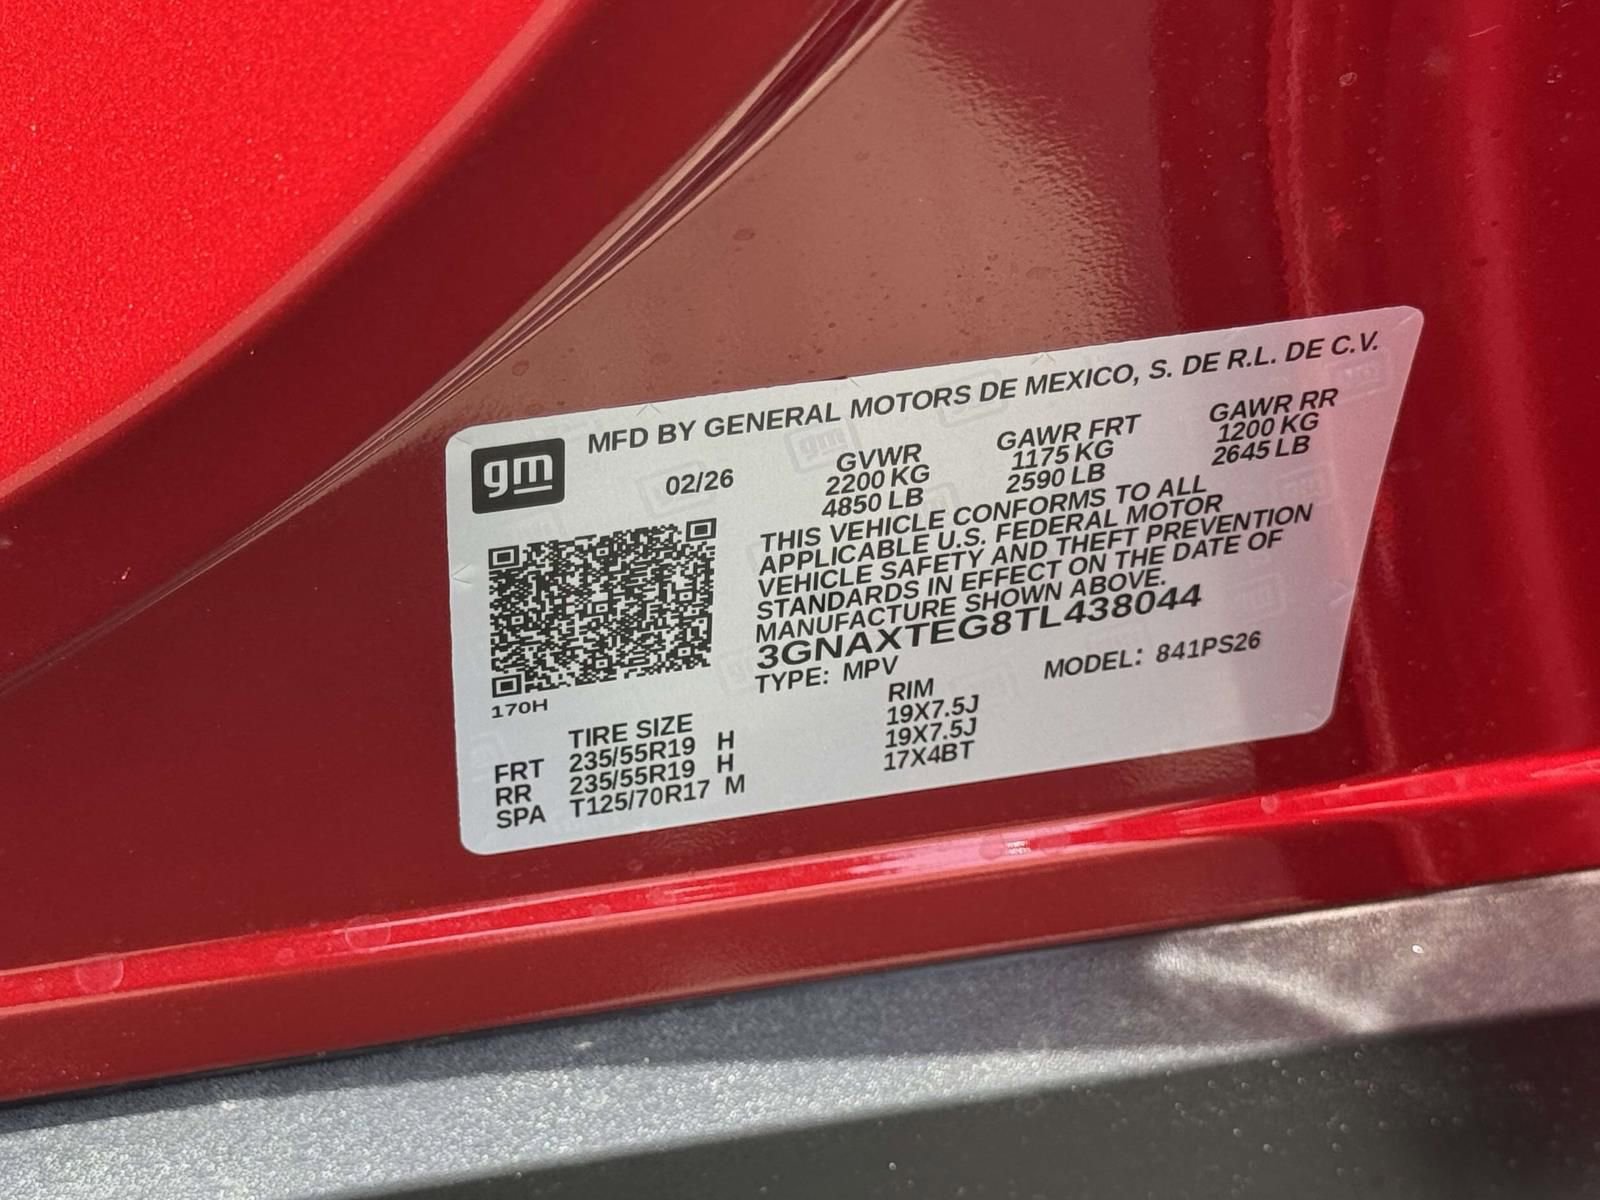 MFD BY GENERAL MOTORS DE MEXICO, S. DE R.L. DE C.V.
gm
02/26
GVWR GAWR FRT GAWR RR
2200 KG 1175 KG 1200 KG
4850 LB 2590 LB 2645 LB
THIS VEHICLE CONFORMS TO ALL
APPLICABLE U.S. FEDERAL MOTOR
VEHICLE SAFETY AND THEFT PREVENTION
STANDARDS IN EFFECT ON THE DATE OF
MANUFACTURE SHOWN ABOVE.
3GNAXTEG8TL438044
TYPE: MPV MODEL: 841PS26
170H
TIRE SIZE RIM
FRT 235/55R19 H 19X7.5J
RR 235/55R19 H 19X7.5J
SPA T125/70R17 M 17X4BT